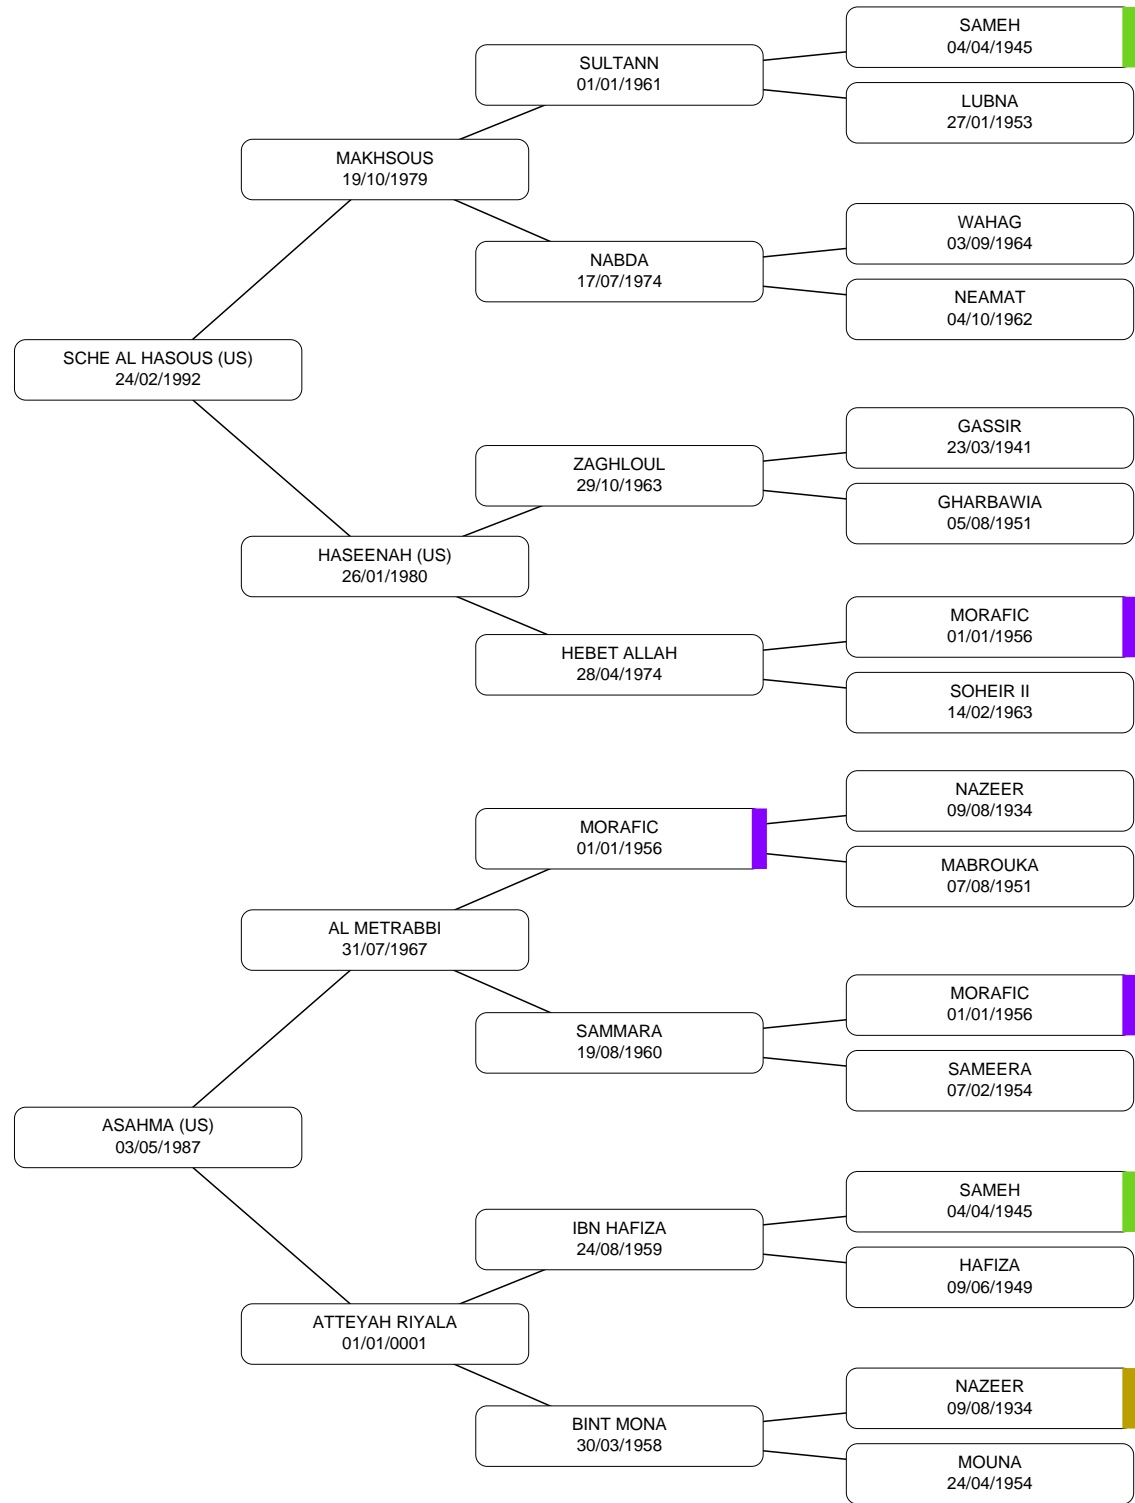 SAMEH
04/04/1945
SULTANN
01/01/1961
LUBNA
27/01/1953
MAKHSOUS
19/10/1979
WAHAG
03/09/1964
NABDA
17/07/1974
NEAMAT
04/10/1962
SCHE AL HASOUS (US)
24/02/1992
GASSIR
23/03/1941
ZAGHLOUL
29/10/1963
GHARBAWIA
05/08/1951
HASEENAH (US)
26/01/1980
MORAFIC
01/01/1956
HEBET ALLAH
28/04/1974
SOHEIR II
14/02/1963
NAZEER
09/08/1934
MORAFIC
01/01/1956
MABROUKA
07/08/1951
AL METRABBI
31/07/1967
MORAFIC
01/01/1956
SAMMARA
19/08/1960
SAMEERA
07/02/1954
ASAHMA (US)
03/05/1987
SAMEH
04/04/1945
IBN HAFIZA
24/08/1959
HAFIZA
09/06/1949
ATTEYAH RIYALA
01/01/0001
NAZEER
09/08/1934
BINT MONA
30/03/1958
MOUNA
24/04/1954